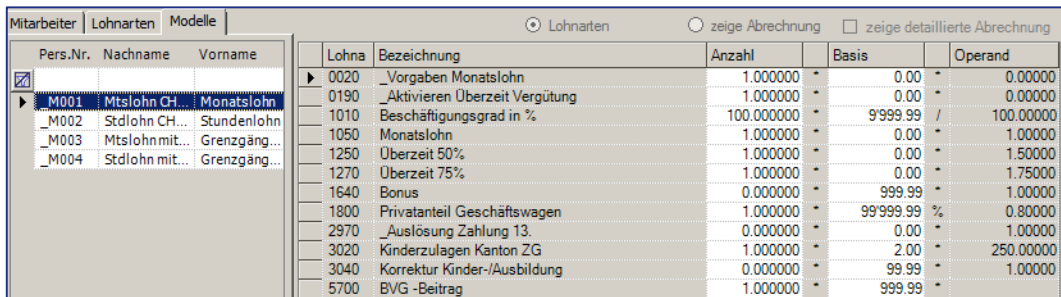 Mitarbeiter Lohnarten Modelle
Lohnarten zeige Abrechnung zeige detaillierte Abrechnung
Pers.Nr. Nachname Vorname
_M001 Mtslohn CH... Monatslohn
_M002 Stdlohn CH... Stundenlohn
_M003 Mtslohn mit... Grenzgäng...
_M004 Stdlohn mit... Grenzgäng...
Lohna Bezeichnung Anzahl Basis Operand
0020 _Vorgaben Monatslohn 1.000000 * 0.00 * 0.00000
0190 _Aktivieren Überzeit Vergütung 1.000000 * 0.00 * 0.00000
1010 Beschäftigungsgrad in % 100.000000 * 9'999.99 / 100.00000
1050 Monatslohn 1.000000 * 0.00 * 1.00000
1250 Überzeit 50% 1.000000 * 0.00 * 1.50000
1270 Überzeit 75% 1.000000 * 0.00 * 1.75000
1640 Bonus 0.000000 * 999.99 * 1.00000
1800 Privatanteil Geschäftswagen 1.000000 * 99'999.99 % 0.80000
2970 _Auslösung Zahlung 13. 0.000000 * 0.00 * 1.00000
3020 Kinderzulagen Kanton ZG 1.000000 * 2.00 * 250.00000
3040 Korrektur Kinder-/Ausbildung 0.000000 * 99.99 * 1.00000
5700 BVG -Beitrag 1.000000 * 999.99 *